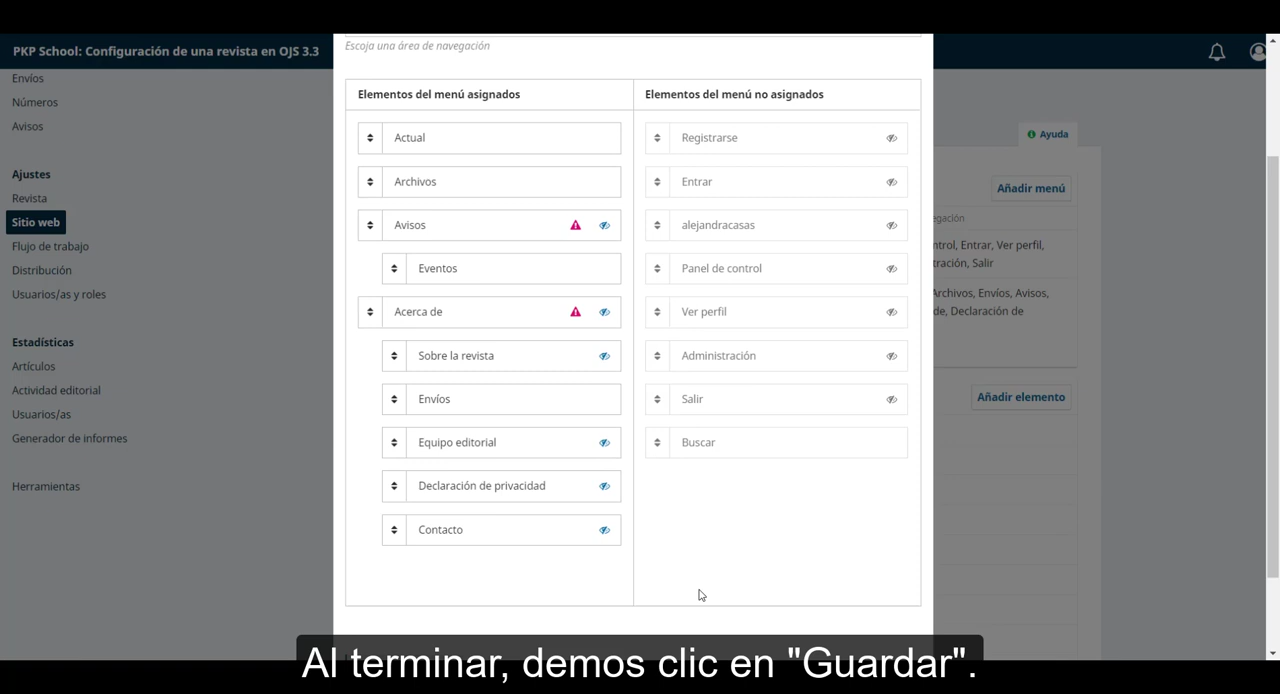 PKP School: Configuración de una revista en OJS 3.3
Envíos
Números
Avisos
Ajustes
Revista
Sitio web
Flujo de trabajo
Distribución
Usuarios/as y roles
Estadísticas
Artículos
Actividad editorial
Usuarios/as
Generador de informes
Herramientas
Escoja una área de navegación
Elementos del menú asignados
Actual
Archivos
Avisos
Eventos
Acerca de
Sobre la revista
Envíos
Equipo editorial
Declaración de privacidad
Contacto
Elementos del menú no asignados
Registrarse
Entrar
alejandracasas
Panel de control
Ver perfil
Administración
Salir
Buscar
Ayuda
Añadir menú
egación
ntrol, Entrar, Ver perfil,
tración, Salir
Archivos, Envíos, Avisos,
de, Declaración de
Añadir elemento
Al terminar, demos clic en "Guardar".